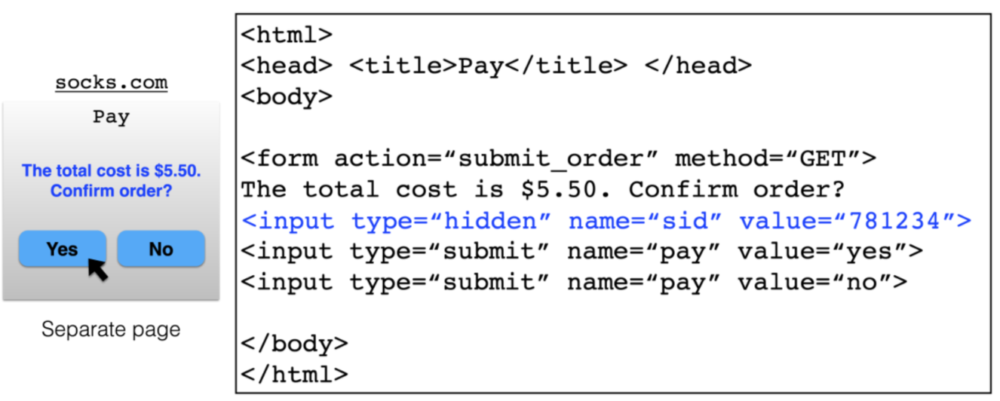 socks.com
Pay
The total cost is $5.50.
Confirm order?
Yes
No
Separate page
<html>
<head> <title>Pay</title> </head>
<body>
<form action=“submit_order” method=“GET”>
The total cost is $5.50. Confirm order?
<input type=“hidden” name=“sid” value=“781234”>
<input type=“submit” name=“pay” value=“yes”>
<input type=“submit” name=“pay” value=“no”>
</body>
</html>